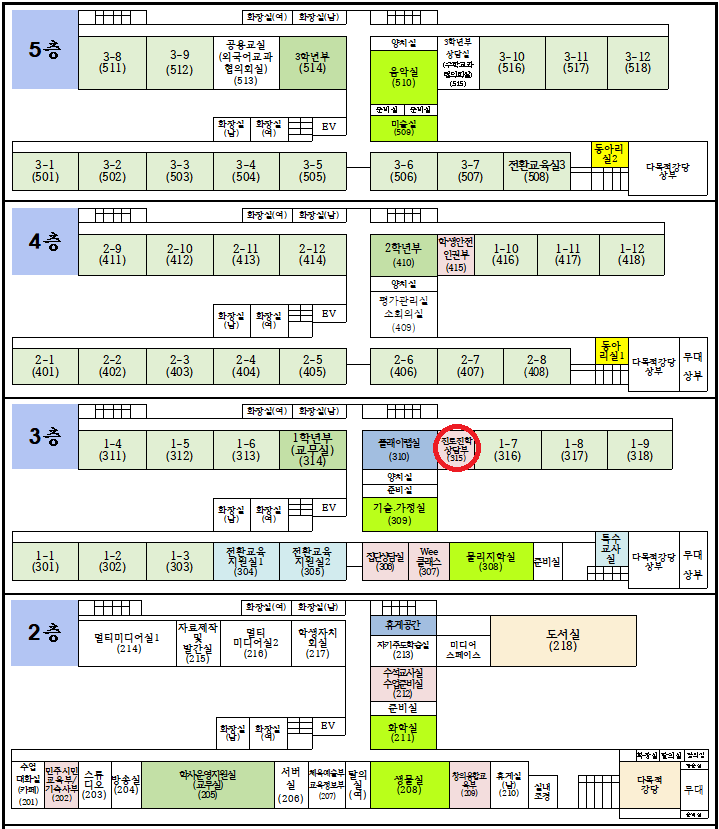 화장실(여) 화장실(남)
5층
3-8
(511)
3-9
(512)
공용교실
(외국어교과
협의회실)
(513)
3학년부
(514)
양치실
음악실
(510)
3학년부
상담실
(수학교과
협의회실)
(515)
3-10
(516)
3-11
(517)
3-12
(518)
준비실 준비실
화장실
(남)
화장실
(여)
EV
미술실
(509)
3-1
(501)
3-2
(502)
3-3
(503)
3-4
(504)
3-5
(505)
3-6
(506)
3-7
(507)
전환교육실3
(508)
동아리
실2
다목적강당
상부
화장실(여) 화장실(남)
4층
2-9
(411)
2-10
(412)
2-11
(413)
2-12
(414)
2학년부
(410)
학생안전
인권부
(415)
1-10
(416)
1-11
(417)
1-12
(418)
양치실
평가관리실
소회의실
(409)
화장실
(남)
화장실
(여)
EV
2-1
(401)
2-2
(402)
2-3
(403)
2-4
(404)
2-5
(405)
2-6
(406)
2-7
(407)
2-8
(408)
동아
리실1
다목적강당
상부
무대
상부
화장실(여) 화장실(남)
3층
1-4
(311)
1-5
(312)
1-6
(313)
1학년부
(교무실)
(314)
플레이랩실
(310)
진로진학
상담부
(315)
1-7
(316)
1-8
(317)
1-9
(318)
양치실
준비실
기술.가정실
(309)
화장실
(남)
화장실
(여)
EV
1-1
(301)
1-2
(302)
1-3
(303)
전환교육
지원실1
(304)
전환교육
지원실2
(305)
집단상담실
(306)
Wee
클래스
(307)
물리지학실
(308)
준비실
특수
교사
실
다목적강당
상부
무대
상부
화장실(여) 화장실(남)
2층
멀티미디어실1
(214)
자료제작
및
발간실
(215)
멀티
미디어실2
(216)
학생자치
회실
(217)
휴게공간
자기주도학습실
(213)
미디어
스페이스
도서실
(218)
수석교사실
수업준비실
(212)
준비실
화학실
(211)
화장실
(남)
화장실
(여)
EV
수업
대화실
(카페)
(201)
민주시민
교육부/
기숙사부
(202)
스튜
디오
(203)
방송실
(204)
학사운영지원실
(교무실)
(205)
서버
실
(206)
체육예술부
교육정보부
(207)
탈의
실
(여)
생물실
(208)
창의융합교
육부
(209)
휴게실
(남)
(210)
실내
조경
화장실 탈의실
다목적
강당
무대